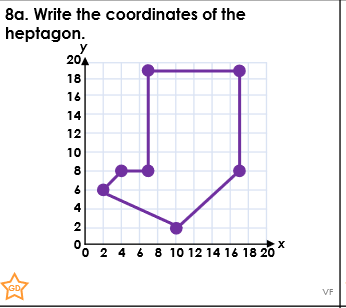 8a. Write the coordinates of the
heptagon.
y
20
18
16
14
12
10
8
6
4
2
0
0 2 4 6 8 10 12 14 16 18 20 x
GD
VF